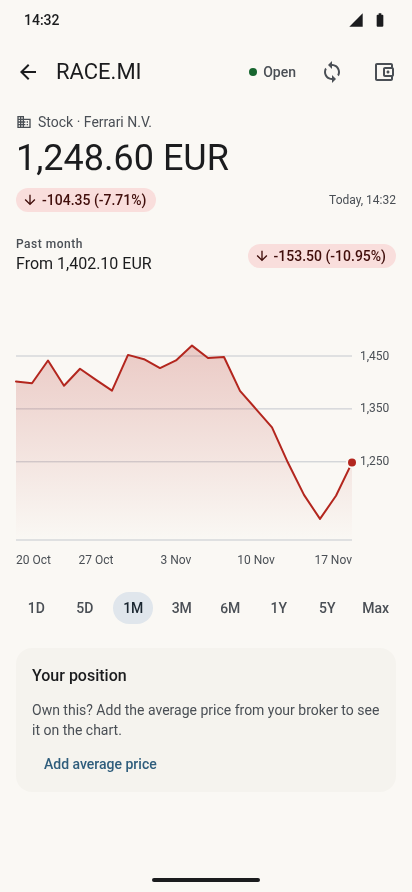 14:32
RACE.MI
Open
Stock · Ferrari N.V.
1,248.60 EUR
-104.35 (-7.71%)
Today, 14:32
Past month
From 1,402.10 EUR
-153.50 (-10.95%)
1,450
1,350
1,250
20 Oct 27 Oct 3 Nov 10 Nov 17 Nov
1D 5D 1M 3M 6M 1Y 5Y Max
Your position
Own this? Add the average price from your broker to see
it on the chart.
Add average price